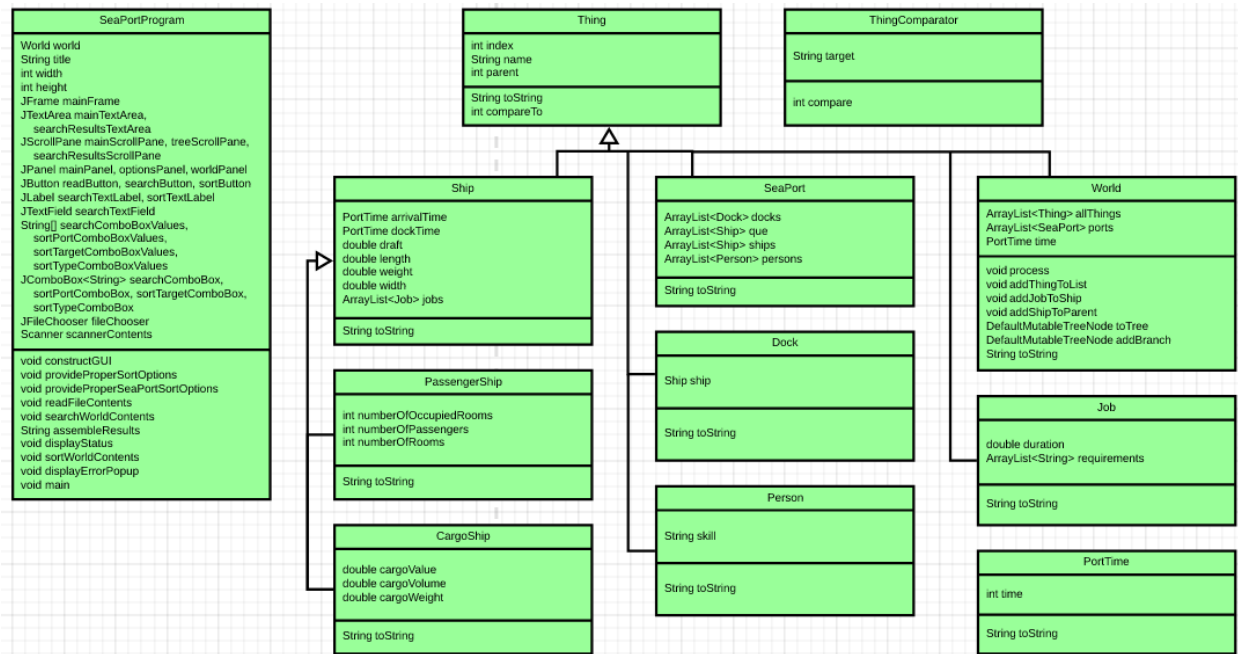 SeaPortProgram
World world
String title
int width
int height
JFrame mainFrame
JTextArea mainTextArea,
searchResultsTextArea
JScrollPane mainScrollPane, treeScrollPane,
searchResultsScrollPane
JPanel mainPanel, optionsPanel, worldPanel
JButton readButton, searchButton, sortButton
JLabel searchTextLabel, sortTextLabel
JTextField searchTextField
String[] searchComboBoxValues,
sortPortComboBoxValues,
sortTargetComboBoxValues,
sortTypeComboBoxValues
JComboBox<String> searchComboBox,
sortPortComboBox, sortTargetComboBox,
sortTypeComboBox
JFileChooser fileChooser
Scanner scannerContents
void constructGUI
void provideProperSortOptions
void provideProperSeaPortSortOptions
void readFileContents
void searchWorldContents
String assembleResults
void displayStatus
void sortWorldContents
void displayErrorPopup
void main
Thing
int index
String name
int parent
String toString
int compareTo
ThingComparator
String target
int compare
Ship
PortTime arrivalTime
PortTime dockTime
double draft
double length
double weight
double width
ArrayList<Job> jobs
String toString
PassengerShip
int numberOfOccupiedRooms
int numberOfPassengers
int numberOfRooms
String toString
CargoShip
double cargoValue
double cargoVolume
double cargoWeight
String toString
SeaPort
ArrayList<Dock> docks
ArrayList<Ship> que
ArrayList<Ship> ships
ArrayList<Person> persons
String toString
Dock
Ship ship
String toString
Person
String skill
String toString
World
ArrayList<Thing> allThings
ArrayList<SeaPort> ports
PortTime time
void process
void addThingToList
void addJobToShip
void addShipToParent
DefaultMutableTreeNode toTree
DefaultMutableTreeNode addBranch
String toString
Job
double duration
ArrayList<String> requirements
String toString
PortTime
int time
String toString